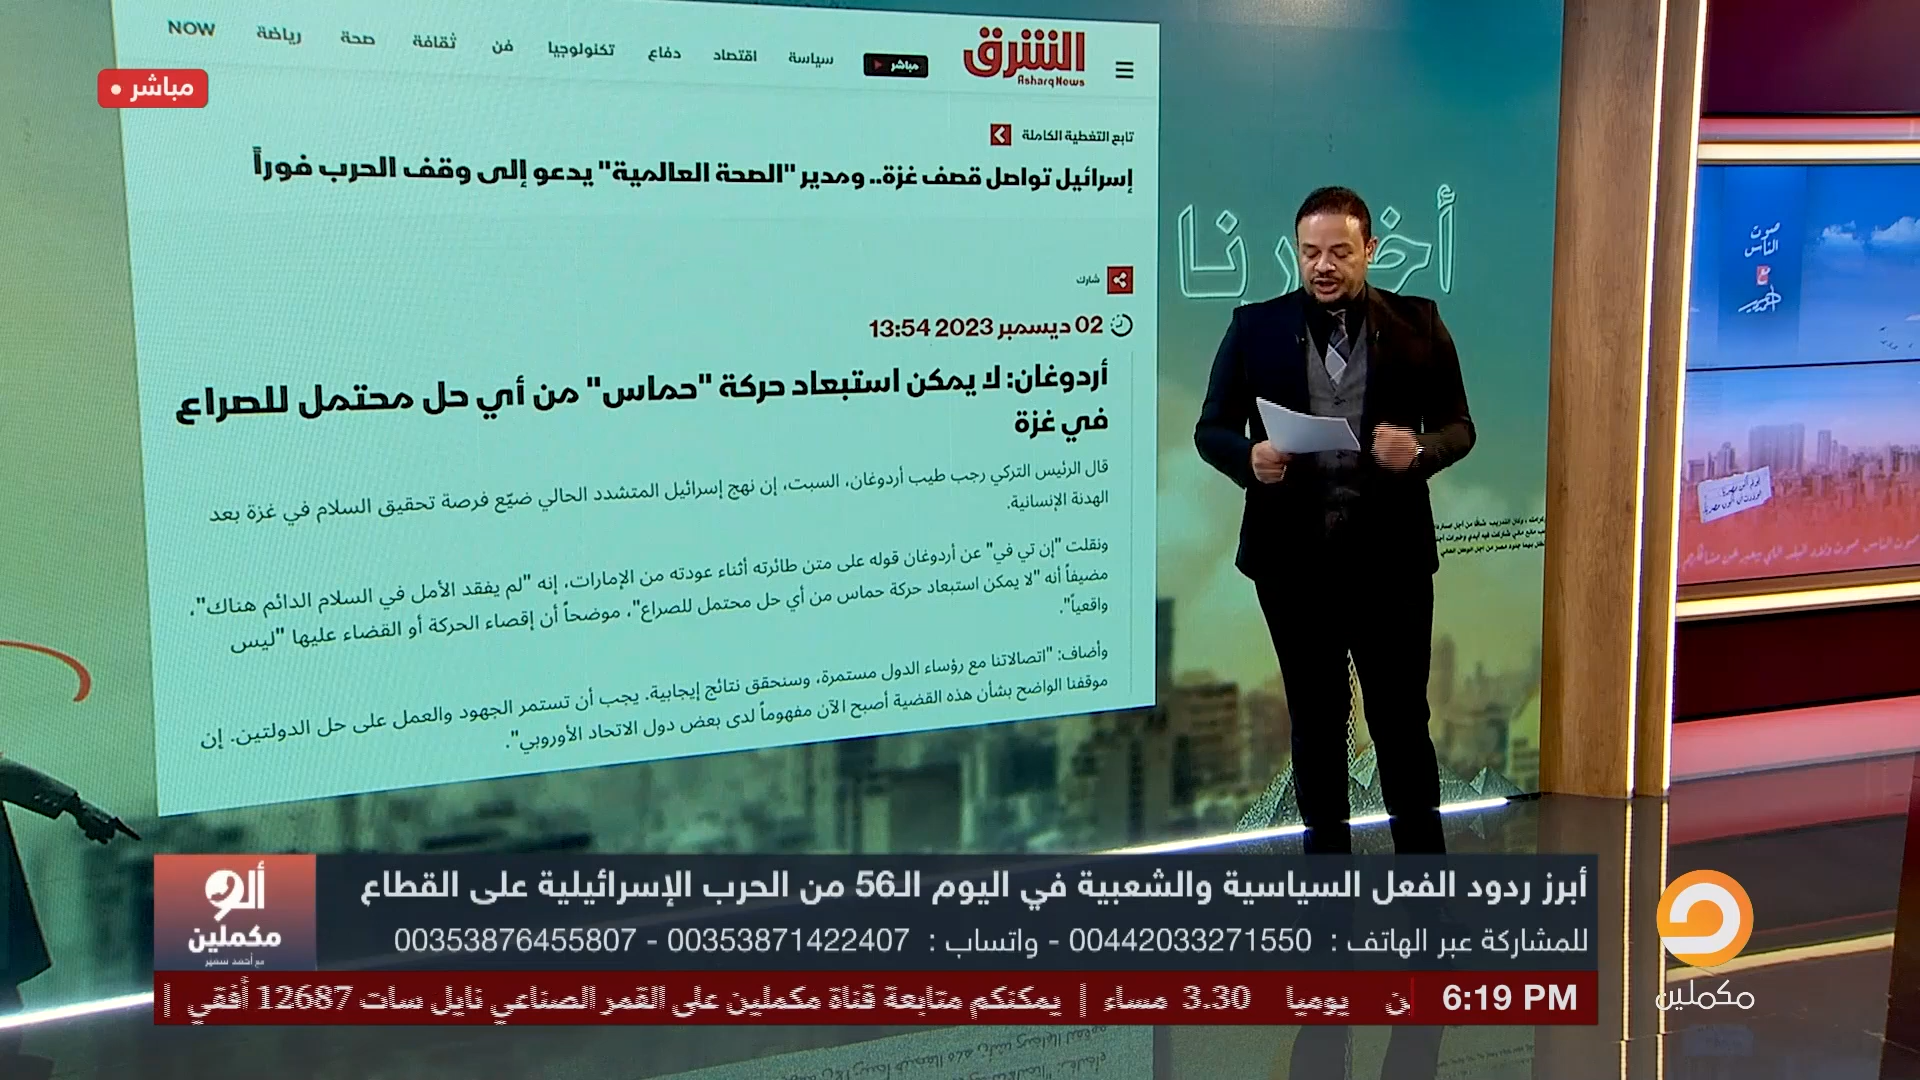 NOW
رياضة
صحة
ثقافة
فن
تكنولوجيا
دفاع
اقتصاد
سياسة
مباشر
الشرق
Asharq News
مباشر
تابع التغطية الكاملة
إسرائيل تواصل قصف غزة.. ومدير "الصحة العالمية" يدعو إلى وقف الحرب فوراً
شارك
02 ديسمبر 2023 13:54
أردوغان: لا يمكن استبعاد حركة "حماس" من أي حل محتمل للصراع
في غزة
قال الرئيس التركي رجب طيب أردوغان، السبت، إن نهج إسرائيل المتشدد الحالي ضيّع فرصة تحقيق السلام في غزة بعد
الهدنة الإنسانية.
ونقلت "إن تي في" عن أردوغان قوله على متن طائرته أثناء عودته من الإمارات، إنه "لم يفقد الأمل في السلام الدائم هناك"،
مضيفاً أنه "لا يمكن استبعاد حركة حماس من أي حل محتمل للصراع"، موضحاً أن إقصاء الحركة أو القضاء عليها "ليس
واقعياً".
وأضاف: "اتصالاتنا مع رؤساء الدول مستمرة، وسنحقق نتائج إيجابية. يجب أن تستمر الجهود والعمل على حل الدولتين. إن
موقفنا الواضح بشأن هذه القضية أصبح الآن مفهوماً لدى بعض دول الاتحاد الأوروبي".
صوت
الناس
مع
ألو
مكملين
مع أحمد سمير
أبرز ردود الفعل السياسية والشعبية في اليوم الـ56 من الحرب الإسرائيلية على القطاع
للمشاركة عبر الهاتف : 00442033271550 - واتساب : 00353871422407 - 00353876455807
6:19 PM
ن يوميا 3.30 مساء | يمكنكم متابعة قناة مكملين على القمر الصناعي نايل سات 12687 أفقي |
مكملين